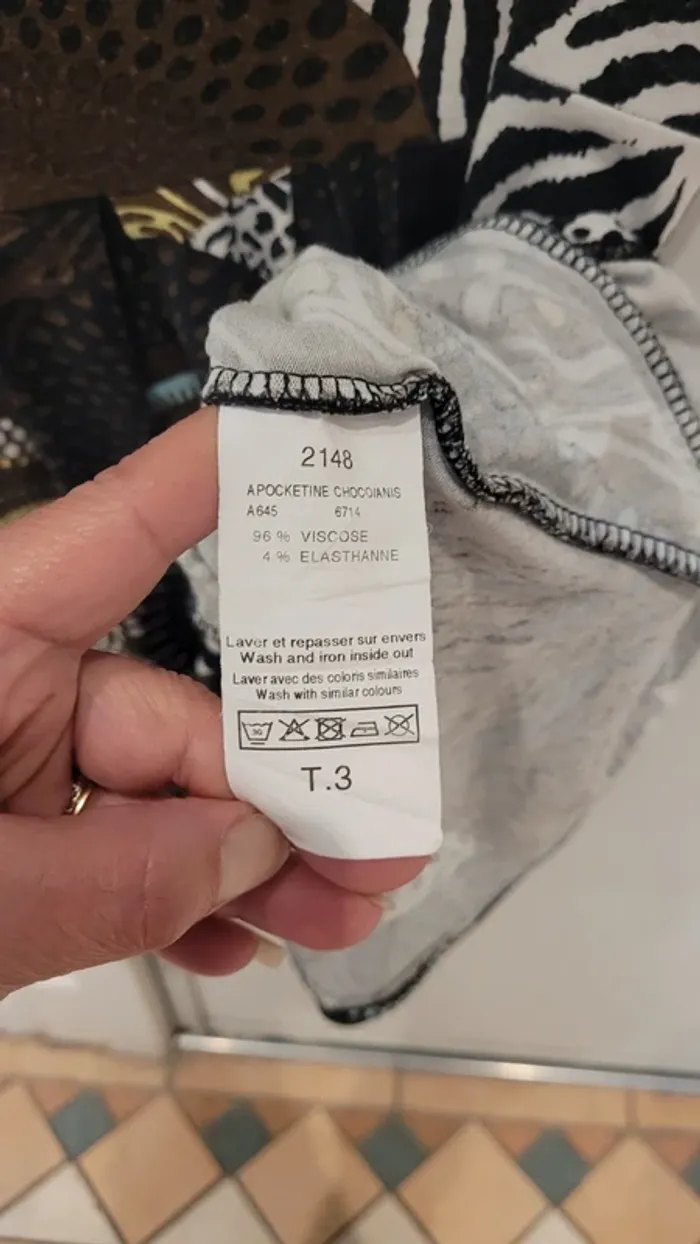 2148
APOCKETINE CHOCOIANIS
A645 6714
96 % VISCOSE
4 % ELASTHANNE
Laver et repasser sur envers
Wash and iron inside out
Laver avec des coloris similaires
Wash with similar colours
30
T.3